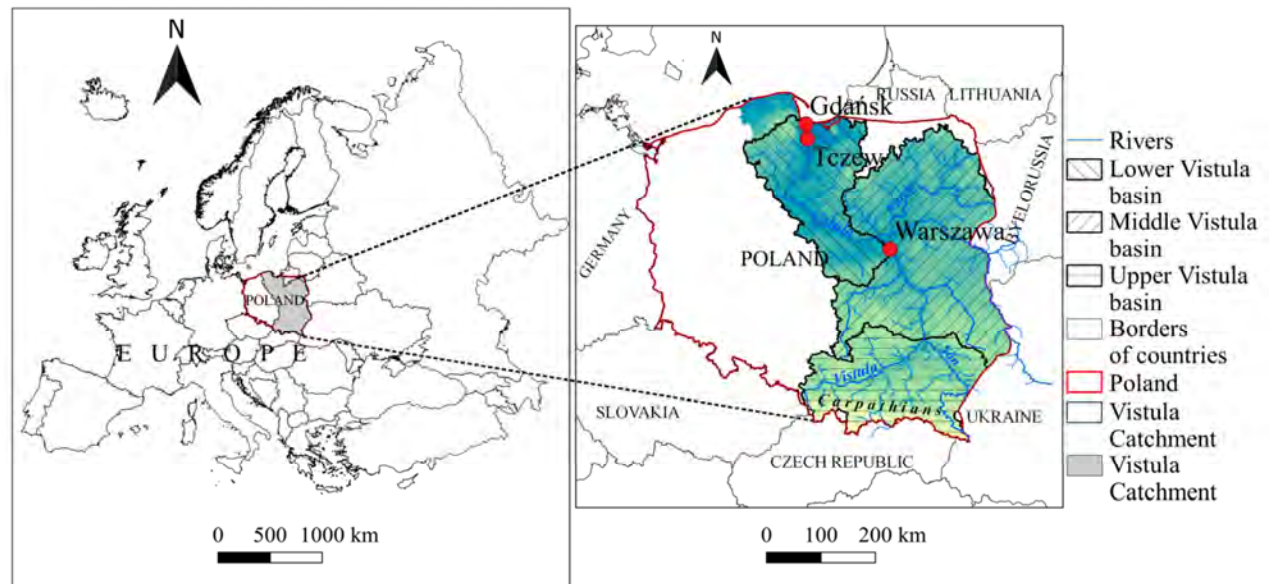 N
POLAND
E U R O P E
0 500 1000 km
N
RUSSIA
LITHUANIA
Gdańsk
Tczew
BYELORUSSIA
GERMANY
Warszawa
POLAND
Vistula
San
Carpathians
SLOVAKIA
UKRAINE
CZECH REPUBLIC
0 100 200 km
Rivers
Lower Vistula
basin
Middle Vistula
basin
Upper Vistula
basin
Borders
of countries
Poland
Vistula
Catchment
Vistula
Catchment